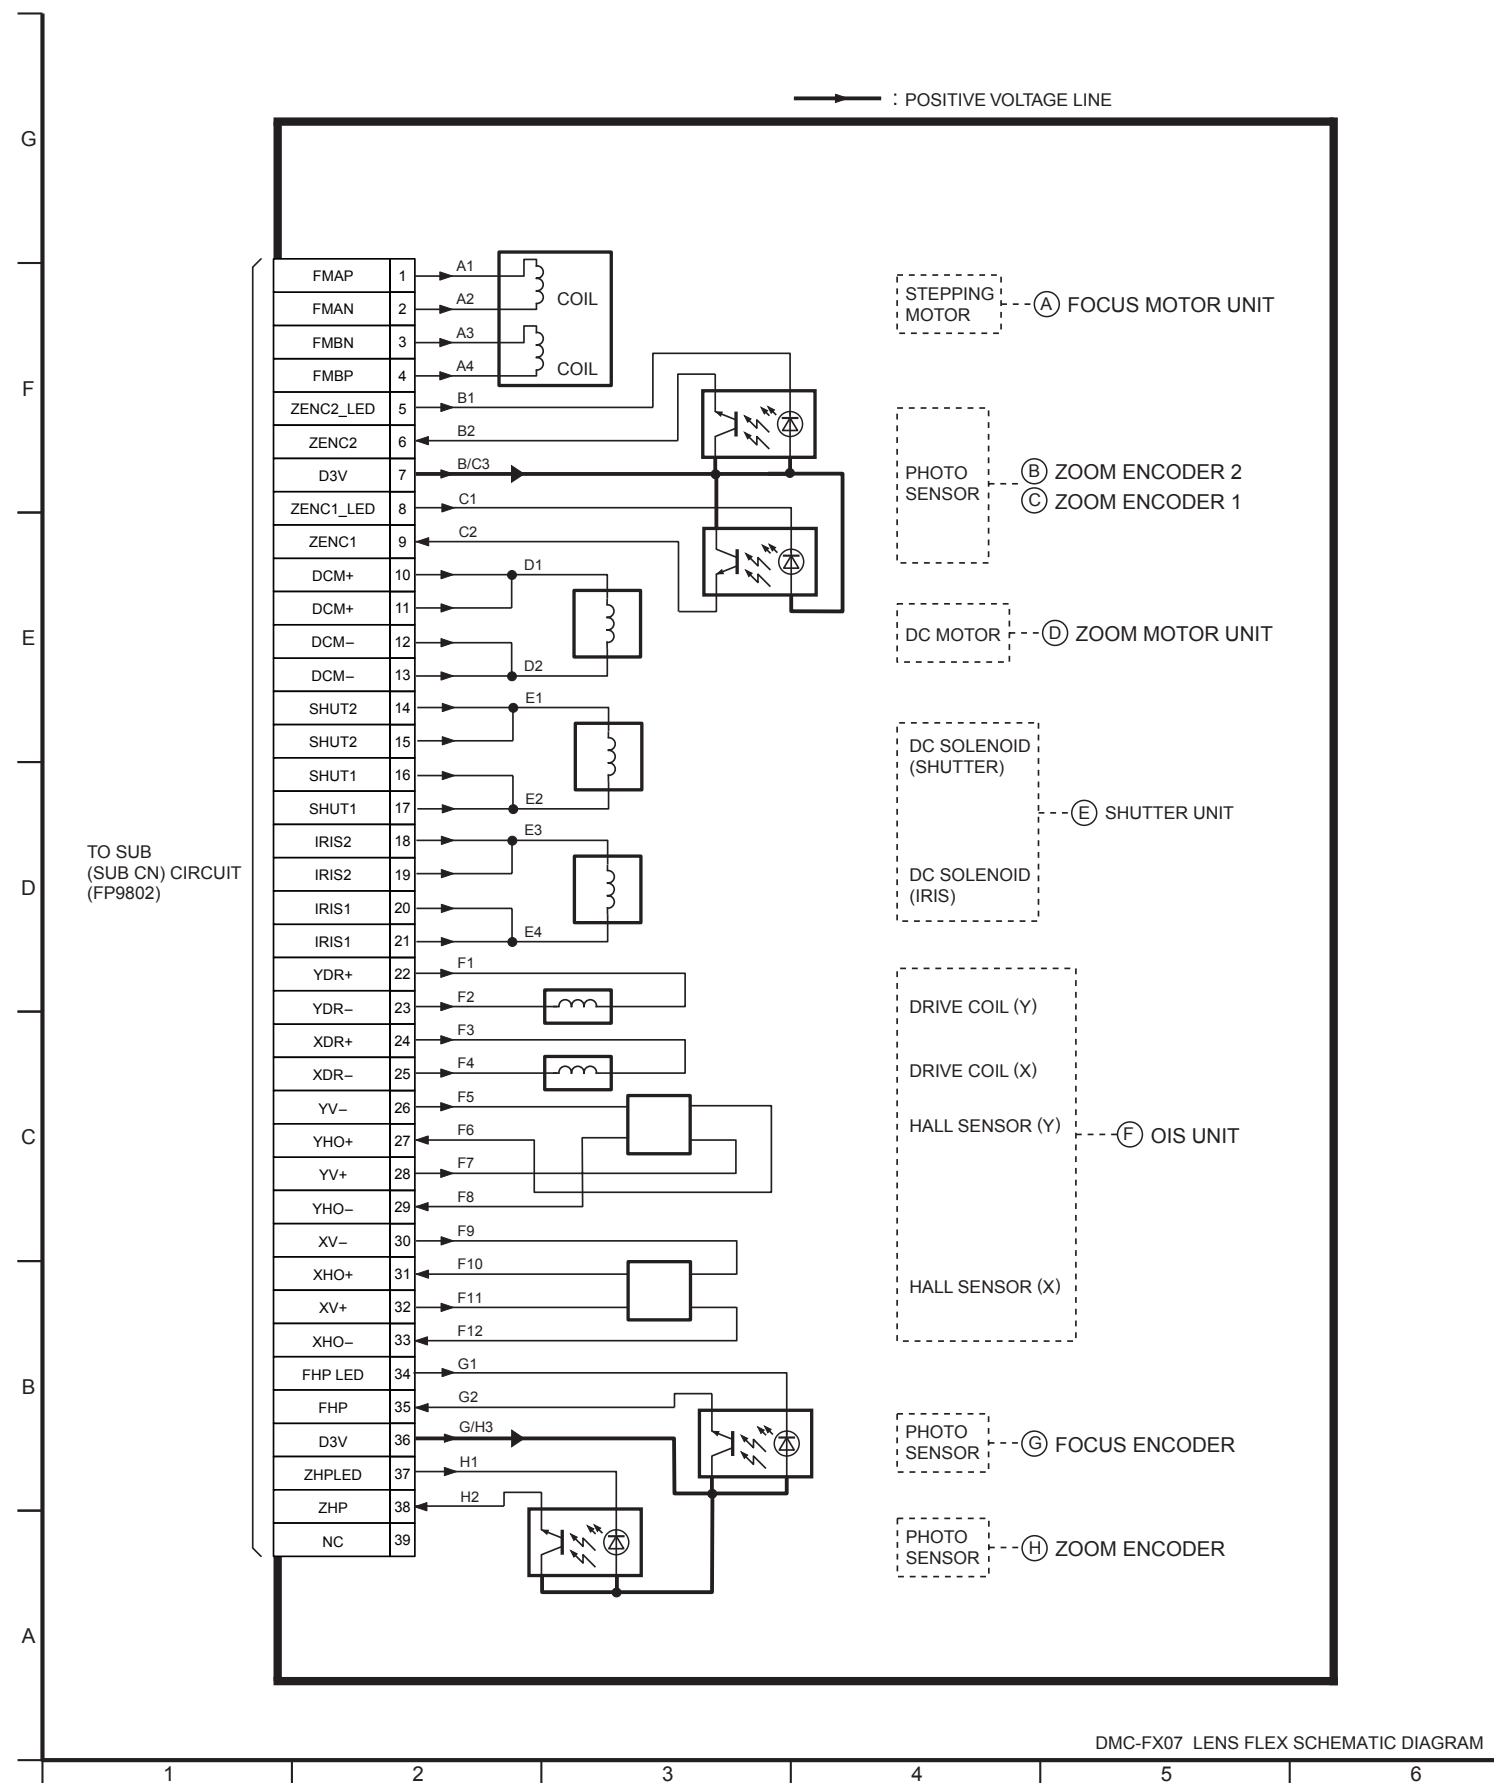 : POSITIVE VOLTAGE LINE
G
F
E
D
C
B
A
TO SUB
(SUB CN) CIRCUIT
(FP9802)
FMAP 1 A1
FMAN 2 A2
FMBN 3 A3
FMBP 4 A4
COIL
COIL
ZENC2_LED 5 B1
ZENC2 6 B2
D3V 7 B/C3
ZENC1_LED 8 C1
ZENC1 9 C2
DCM+ 10 D1
DCM+ 11
DCM− 12
DCM− 13 D2
SHUT2 14 E1
SHUT2 15
SHUT1 16
SHUT1 17 E2
IRIS2 18 E3
IRIS2 19
IRIS1 20
IRIS1 21 E4
YDR+ 22 F1
YDR− 23 F2
XDR+ 24 F3
XDR− 25 F4
YV− 26 F5
YHO+ 27 F6
YV+ 28 F7
YHO− 29 F8
XV− 30 F9
XHO+ 31 F10
XV+ 32 F11
XHO− 33 F12
FHP LED 34 G1
FHP 35 G2
D3V 36 G/H3
ZHPLED 37 H1
ZHP 38 H2
NC 39
STEPPING
MOTOR
A FOCUS MOTOR UNIT
PHOTO
SENSOR
B ZOOM ENCODER 2
C ZOOM ENCODER 1
DC MOTOR
D ZOOM MOTOR UNIT
DC SOLENOID
(SHUTTER)
E SHUTTER UNIT
DC SOLENOID
(IRIS)
DRIVE COIL (Y)
DRIVE COIL (X)
HALL SENSOR (Y)
F OIS UNIT
HALL SENSOR (X)
PHOTO
SENSOR
G FOCUS ENCODER
PHOTO
SENSOR
H ZOOM ENCODER
DMC-FX07 LENS FLEX SCHEMATIC DIAGRAM
1 2 3 4 5 6